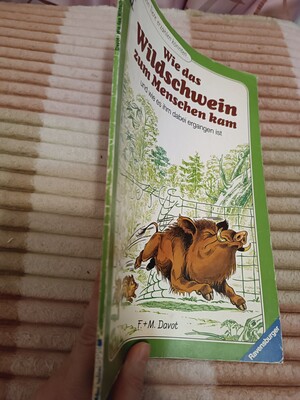 Wie das
Wildschwein
zum Menschen kam
und wie es ihm dabei ergangen ist
F.+M. Davot
Ravensburger